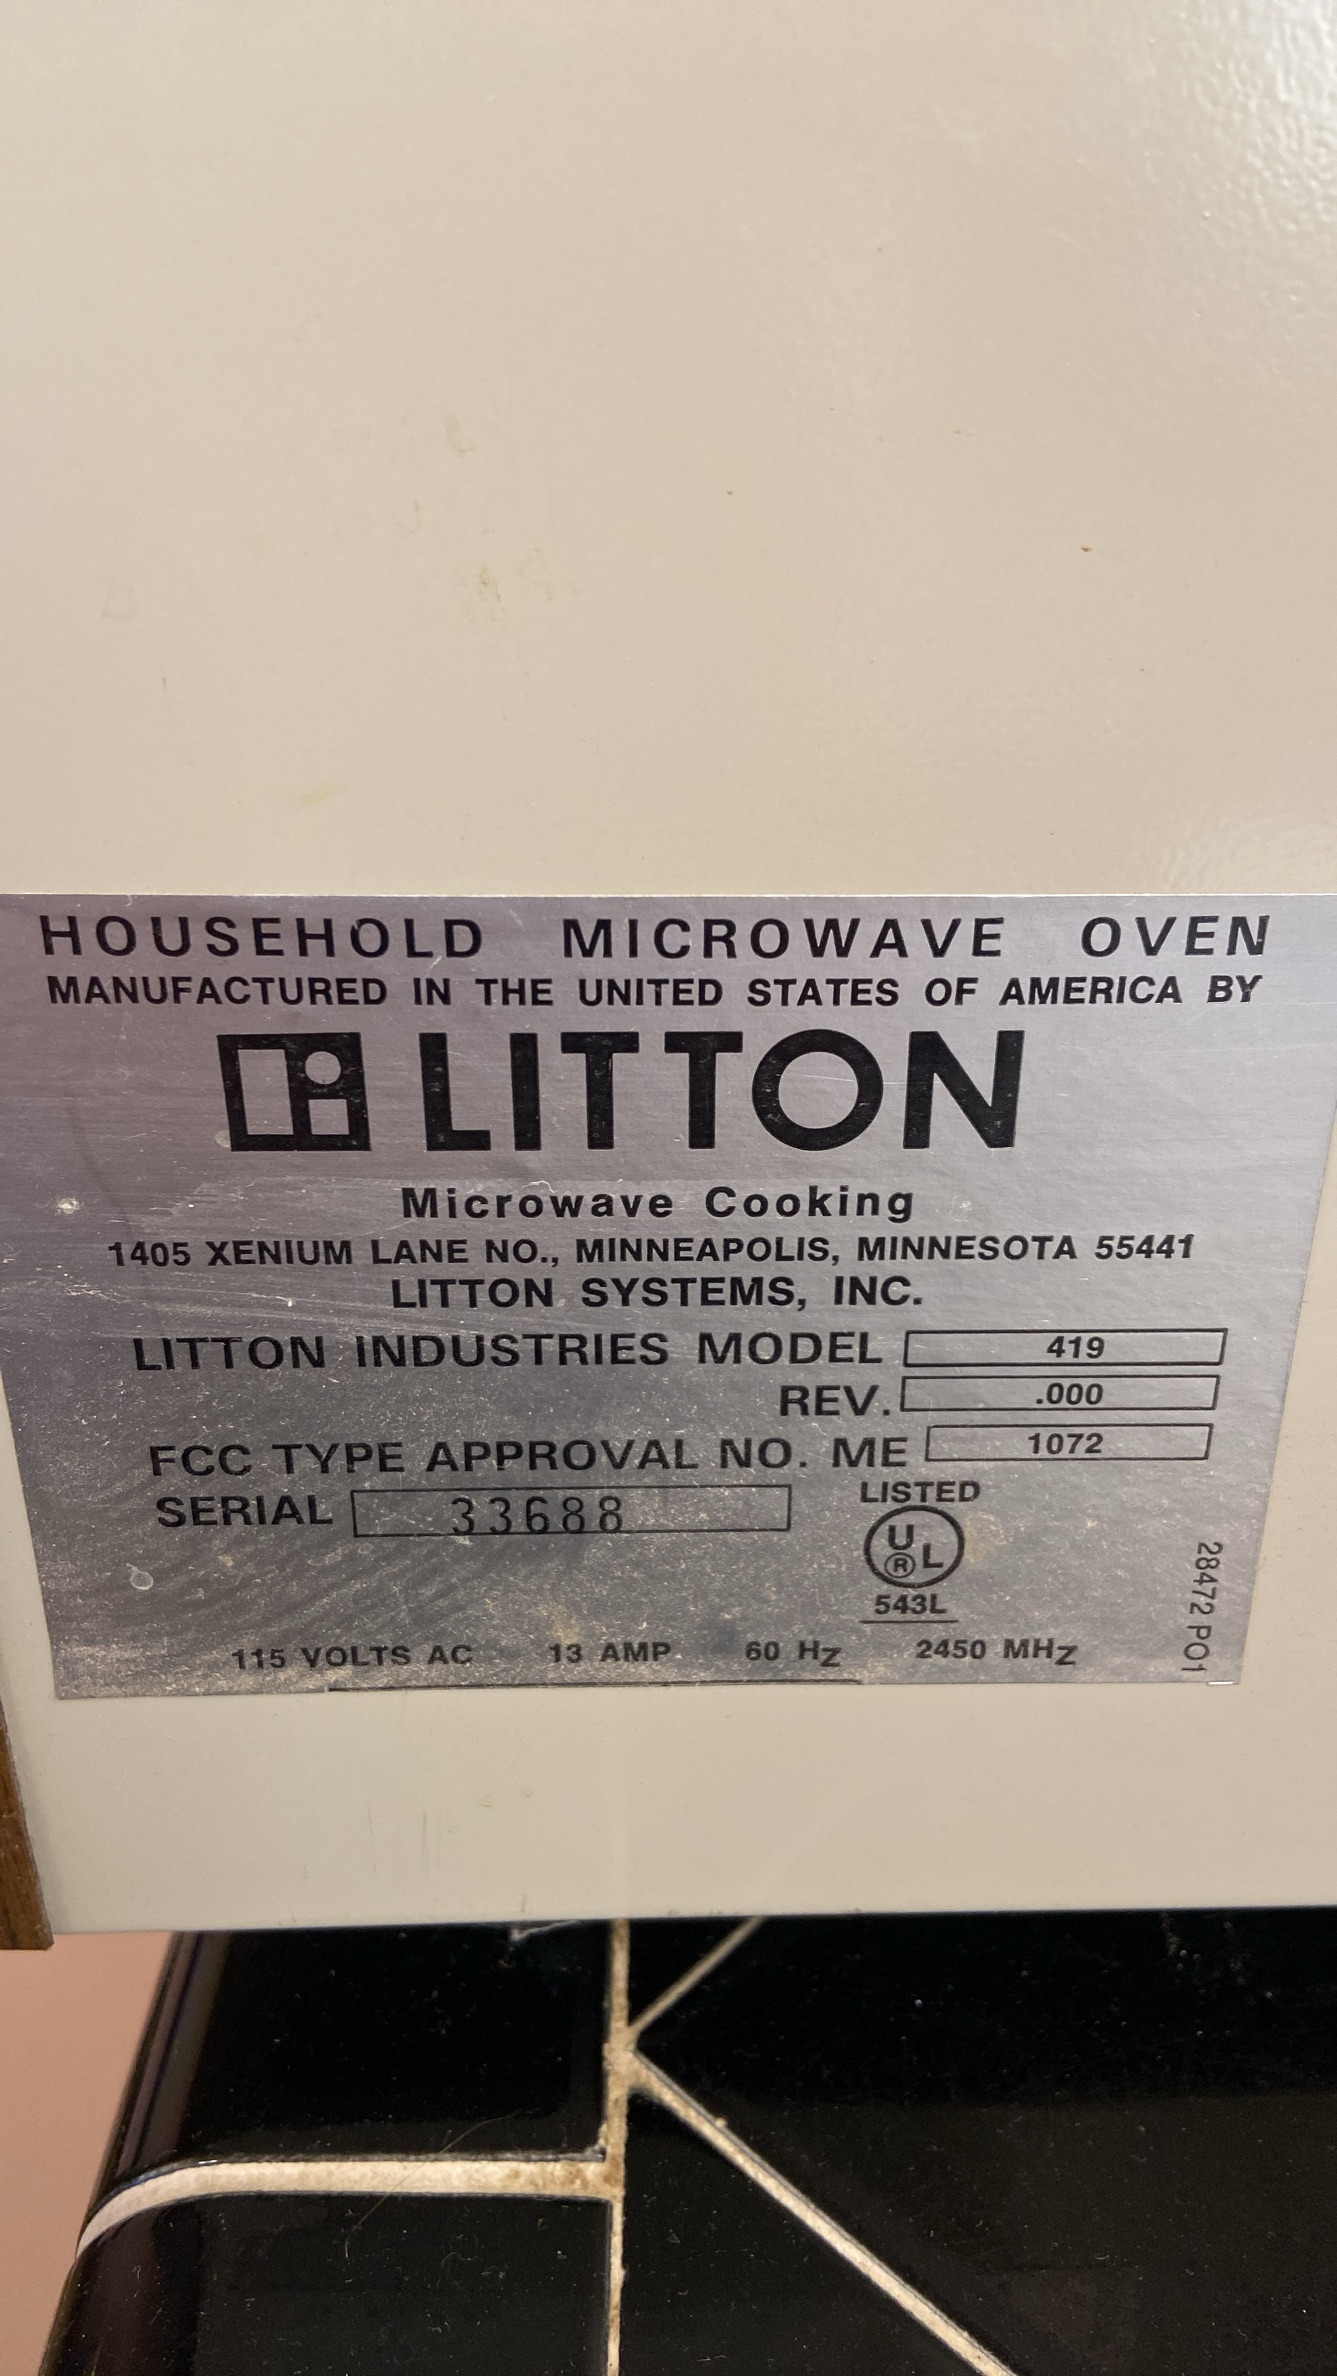 HOUSEHOLD MICROWAVE OVEN
MANUFACTURED IN THE UNITED STATES OF AMERICA BY
LITTON
Microwave Cooking
1405 XENIUM LANE NO., MINNEAPOLIS, MINNESOTA 55441
LITTON SYSTEMS, INC.
LITTON INDUSTRIES MODEL 419
REV. .000
FCC TYPE APPROVAL NO. ME 1072
SERIAL 33688
LISTED
UL ®
543L
115 VOLTS AC 13 AMP 60 Hz 2450 MHz
28472 PO1